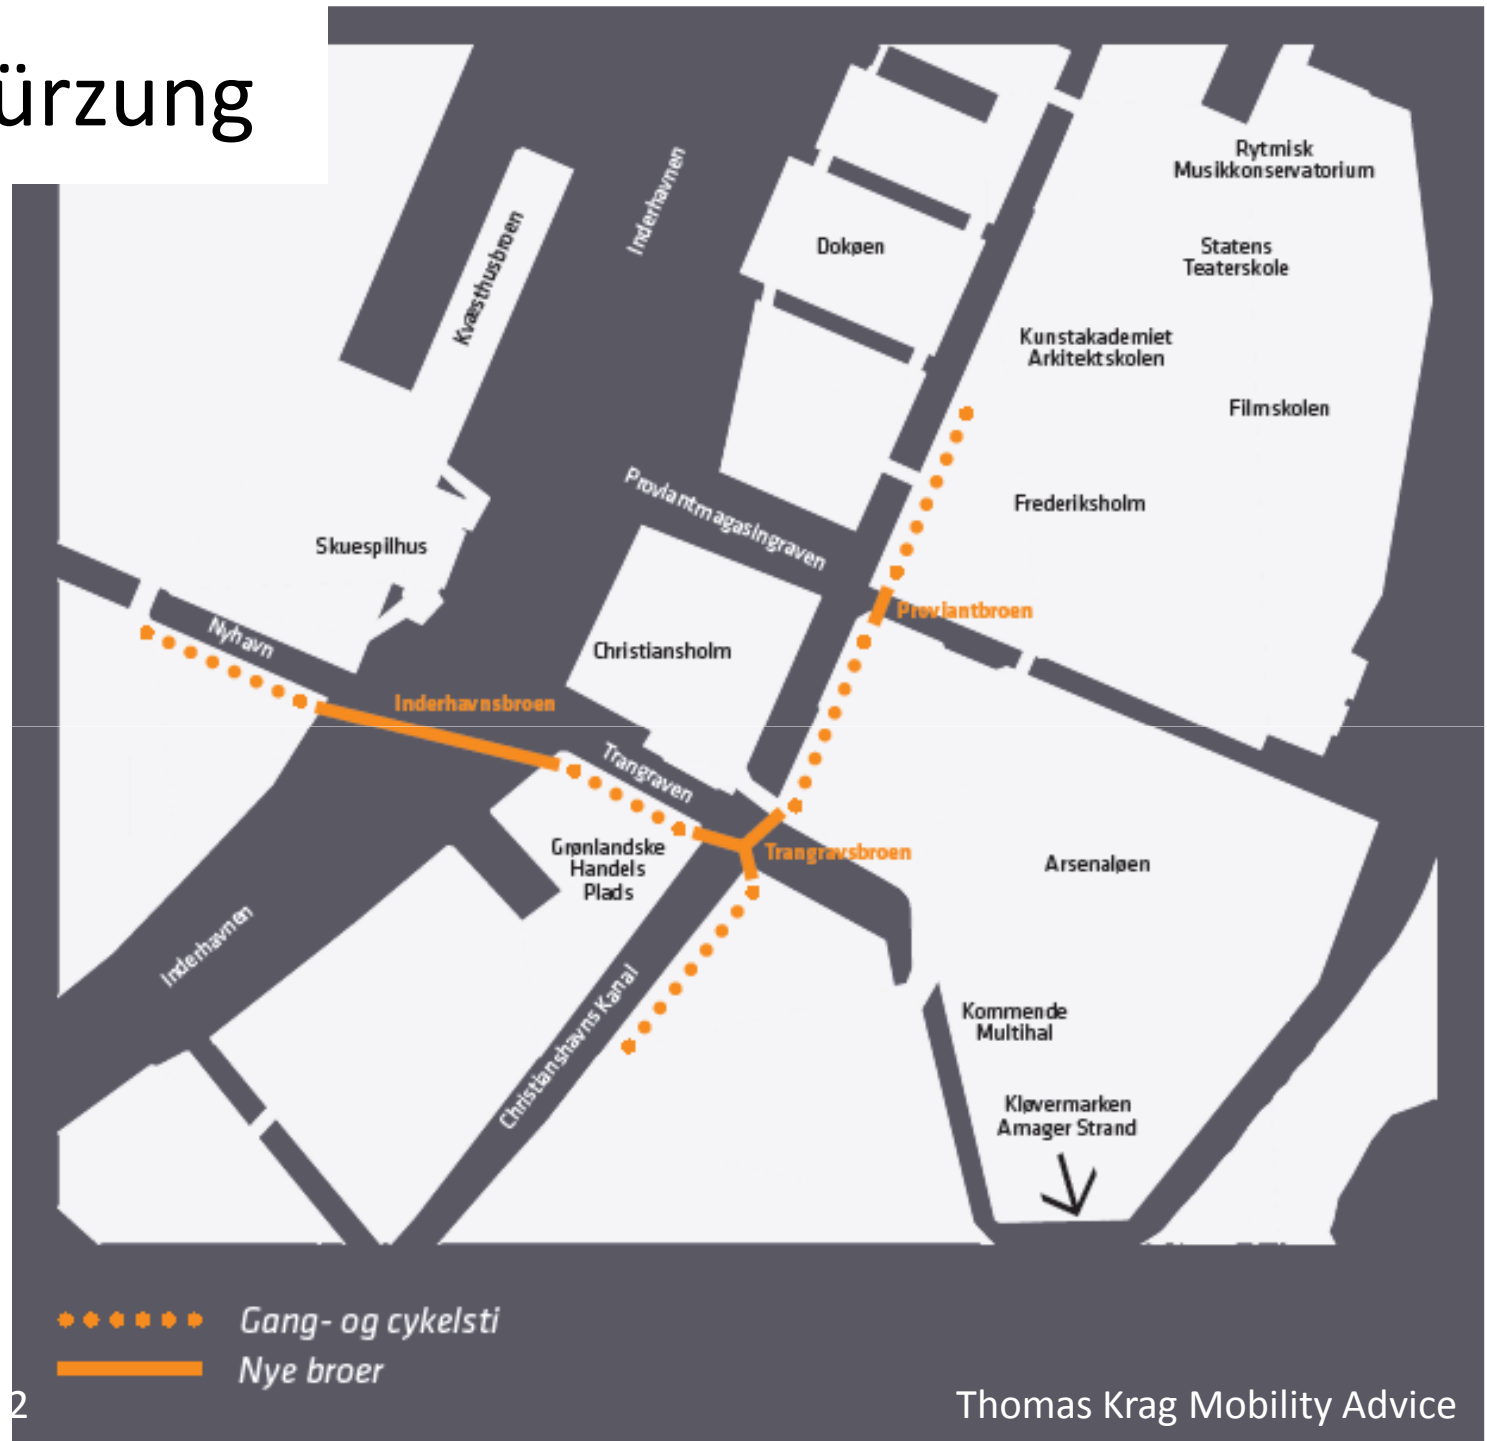 ürzung
Rytmisk
Musikkonservatorium
Inderhavnen
Kvæsthusbroen
Dokøen
Statens
Teaterskole
Kunstakademiet
Arkitektskolen
Filmskolen
Proviantmagasingraven
Frederiksholm
Skuespilhus
Proviantbroen
Nyhavn
Christiansholm
Inderhavnsbroen
Trangraven
Grønlandske
Handels
Plads
Trangravsbroen
Arsenaløen
Inderhavnen
Christianshavns Kanal
Kommende
Multihal
Kløvermarken
Amager Strand
Gang- og cykelsti
Nye broer
2
Thomas Krag Mobility Advice